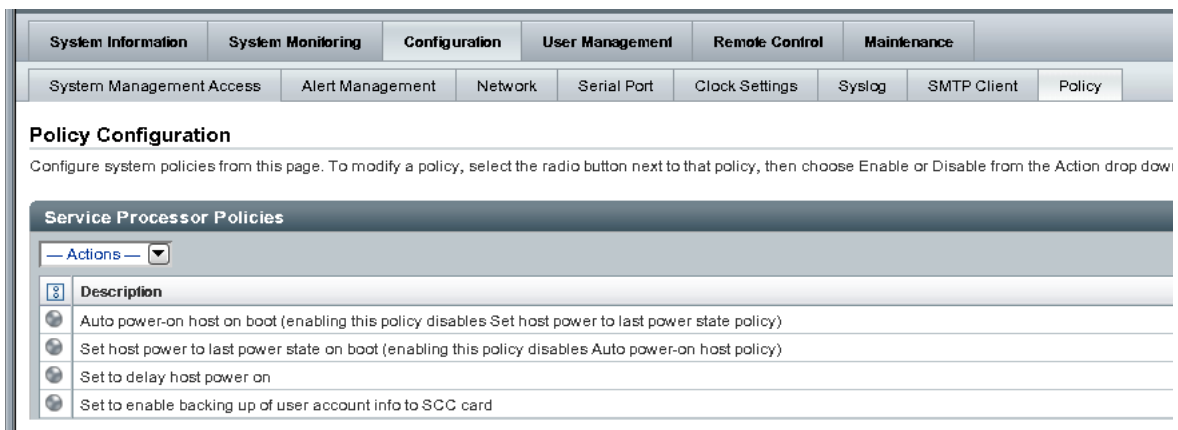 System Information System Monitoring Configuration User Management Remote Control Maintenance
System Management Access Alert Management Network Serial Port Clock Settings Syslog SMTP Client Policy
Policy Configuration
Configure system policies from this page. To modify a policy, select the radio button next to that policy, then choose Enable or Disable from the Action drop dow
Service Processor Policies
— Actions —
Description
Auto power-on host on boot (enabling this policy disables Set host power to last power state policy)
Set host power to last power state on boot (enabling this policy disables Auto power-on host policy)
Set to delay host power on
Set to enable backing up of user account info to SCC card